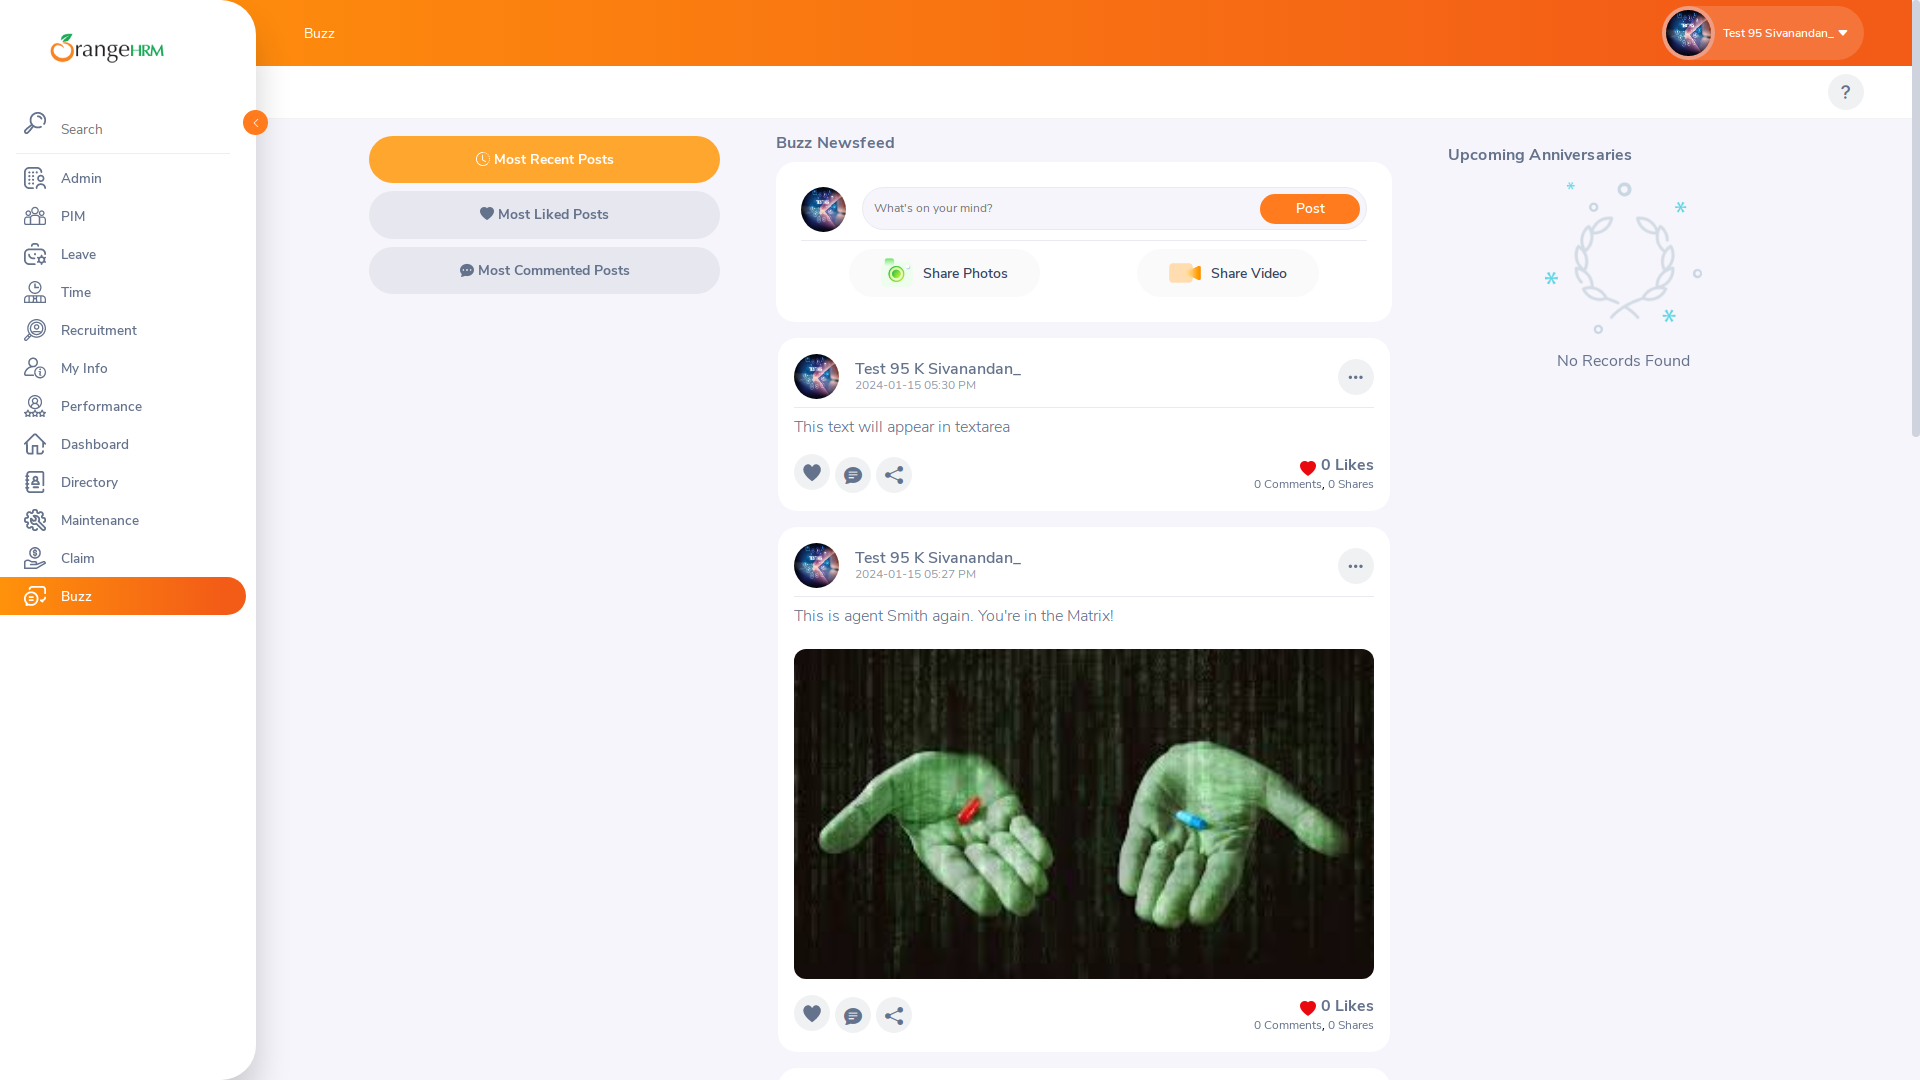 OrangeHRM
Search
Admin
PIM
Leave
Time
Recruitment
My Info
Performance
Dashboard
Directory
Maintenance
Claim
Buzz
Buzz
Test 95 Sivanandan_
?
Most Recent Posts
Most Liked Posts
Most Commented Posts
Buzz Newsfeed
What's on your mind?
Post
Share Photos
Share Video
Test 95 K Sivanandan_
2024-01-15 05:30 PM
This text will appear in textarea
0 Likes
0 Comments, 0 Shares
Test 95 K Sivanandan_
2024-01-15 05:27 PM
This is agent Smith again. You're in the Matrix!
0 Likes
0 Comments, 0 Shares
Upcoming Anniversaries
No Records Found